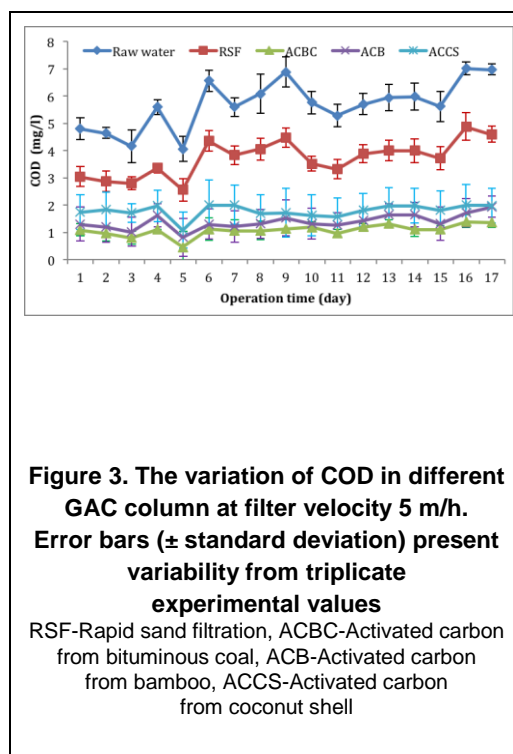 Raw water RSF ACBC ACB ACCS
8
7
6
5
4
3
2
1
0
COD (mg/l)
1 2 3 4 5 6 7 8 9 10 11 12 13 14 15 16 17
Operation time (day)
Figure 3. The variation of COD in different
GAC column at filter velocity 5 m/h.
Error bars (± standard deviation) present
variability from triplicate
experimental values
RSF-Rapid sand filtration, ACBC-Activated carbon
from bituminous coal, ACB-Activated carbon
from bamboo, ACCS-Activated carbon
from coconut shell